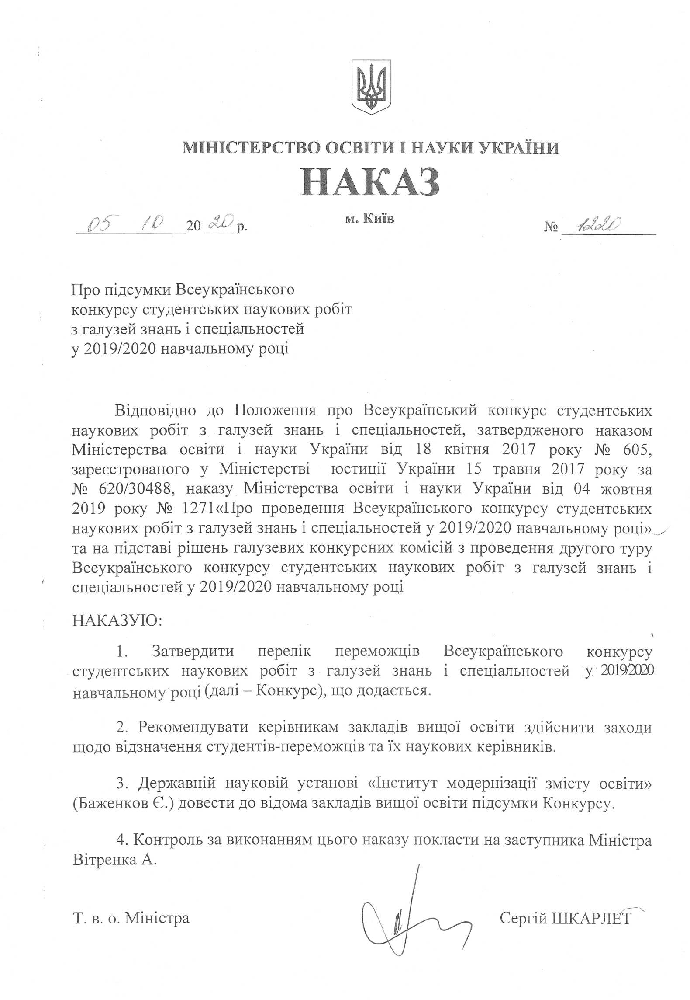 МІНІСТЕРСТВО ОСВІТИ І НАУКИ УКРАЇНИ
НАКАЗ
05 10 20 20 р. м. Київ № 1220
Про підсумки Всеукраїнського
конкурсу студентських наукових робіт
з галузей знань і спеціальностей
у 2019/2020 навчальному році
Відповідно до Положення про Всеукраїнський конкурс студентських
наукових робіт з галузей знань і спеціальностей, затвердженого наказом
Міністерства освіти і науки України від 18 квітня 2017 року № 605,
зареєстрованого у Міністерстві юстиції України 15 травня 2017 року за
№ 620/30488, наказу Міністерства освіти і науки України від 04 жовтня
2019 року № 1271«Про проведення Всеукраїнського конкурсу студентських
наукових робіт з галузей знань і спеціальностей у 2019/2020 навчальному році»
та на підставі рішень галузевих конкурсних комісій з проведення другого туру
Всеукраїнського конкурсу студентських наукових робіт з галузей знань і
спеціальностей у 2019/2020 навчальному році
НАКАЗУЮ:
1. Затвердити перелік переможців Всеукраїнського конкурсу
студентських наукових робіт з галузей знань і спеціальностей у 2019/2020
навчальному році (далі – Конкурс), що додається.
2. Рекомендувати керівникам закладів вищої освіти здійснити заходи
щодо відзначення студентів-переможців та їх наукових керівників.
3. Державній науковій установі «Інститут модернізації змісту освіти»
(Баженков Є.) довести до відома закладів вищої освіти підсумки Конкурсу.
4. Контроль за виконанням цього наказу покласти на заступника Міністра
Вітренка А.
Т. в. о. Міністра Сергій ШКАРЛЕТ